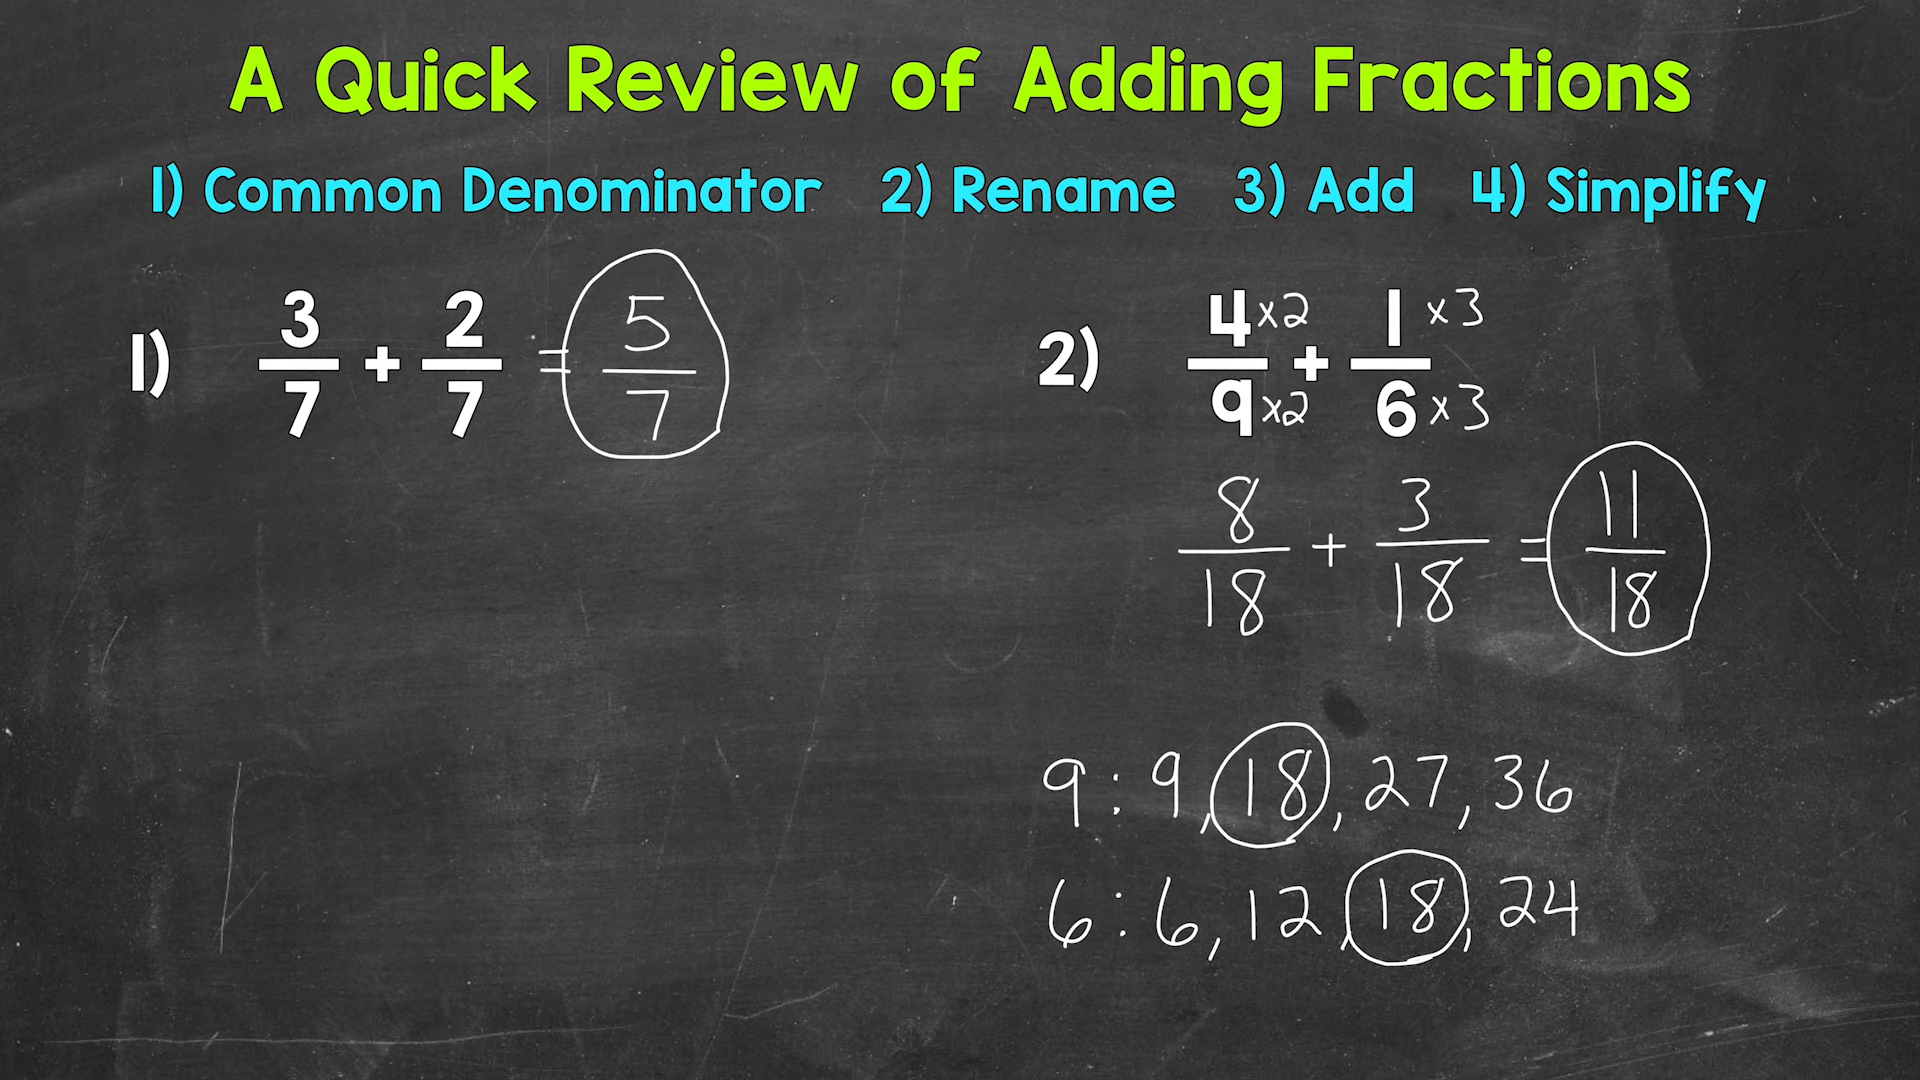 A Quick Review of Adding Fractions
1) Common Denominator 2) Rename 3) Add 4) Simplify
1) 3/7 + 2/7 = 5/7
2) 4×2/9×2 + 1×3/6×3
8/18 + 3/18 = 11/18
9: 9, 18, 27, 36
6: 6, 12, 18, 24